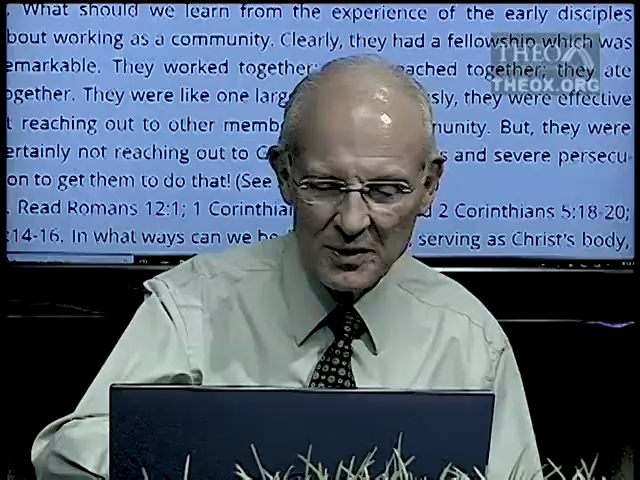 . What should we learn from the experience of the early disciples
bout working as a community. Clearly, they had a fellowship which was
emarkable. They worked together; ached together; they ate
ogether. They were like one larg sly, they were effective
t reaching out to other memb unity. But, they were
ertainly not reaching out to G s and severe persecu-
on to get them to do that! (See
. Read Romans 12:1; 1 Corinthia d 2 Corinthians 5:18-20;
:14-16. In what ways can we be serving as Christ's body,
THEOX
THEOX.ORG